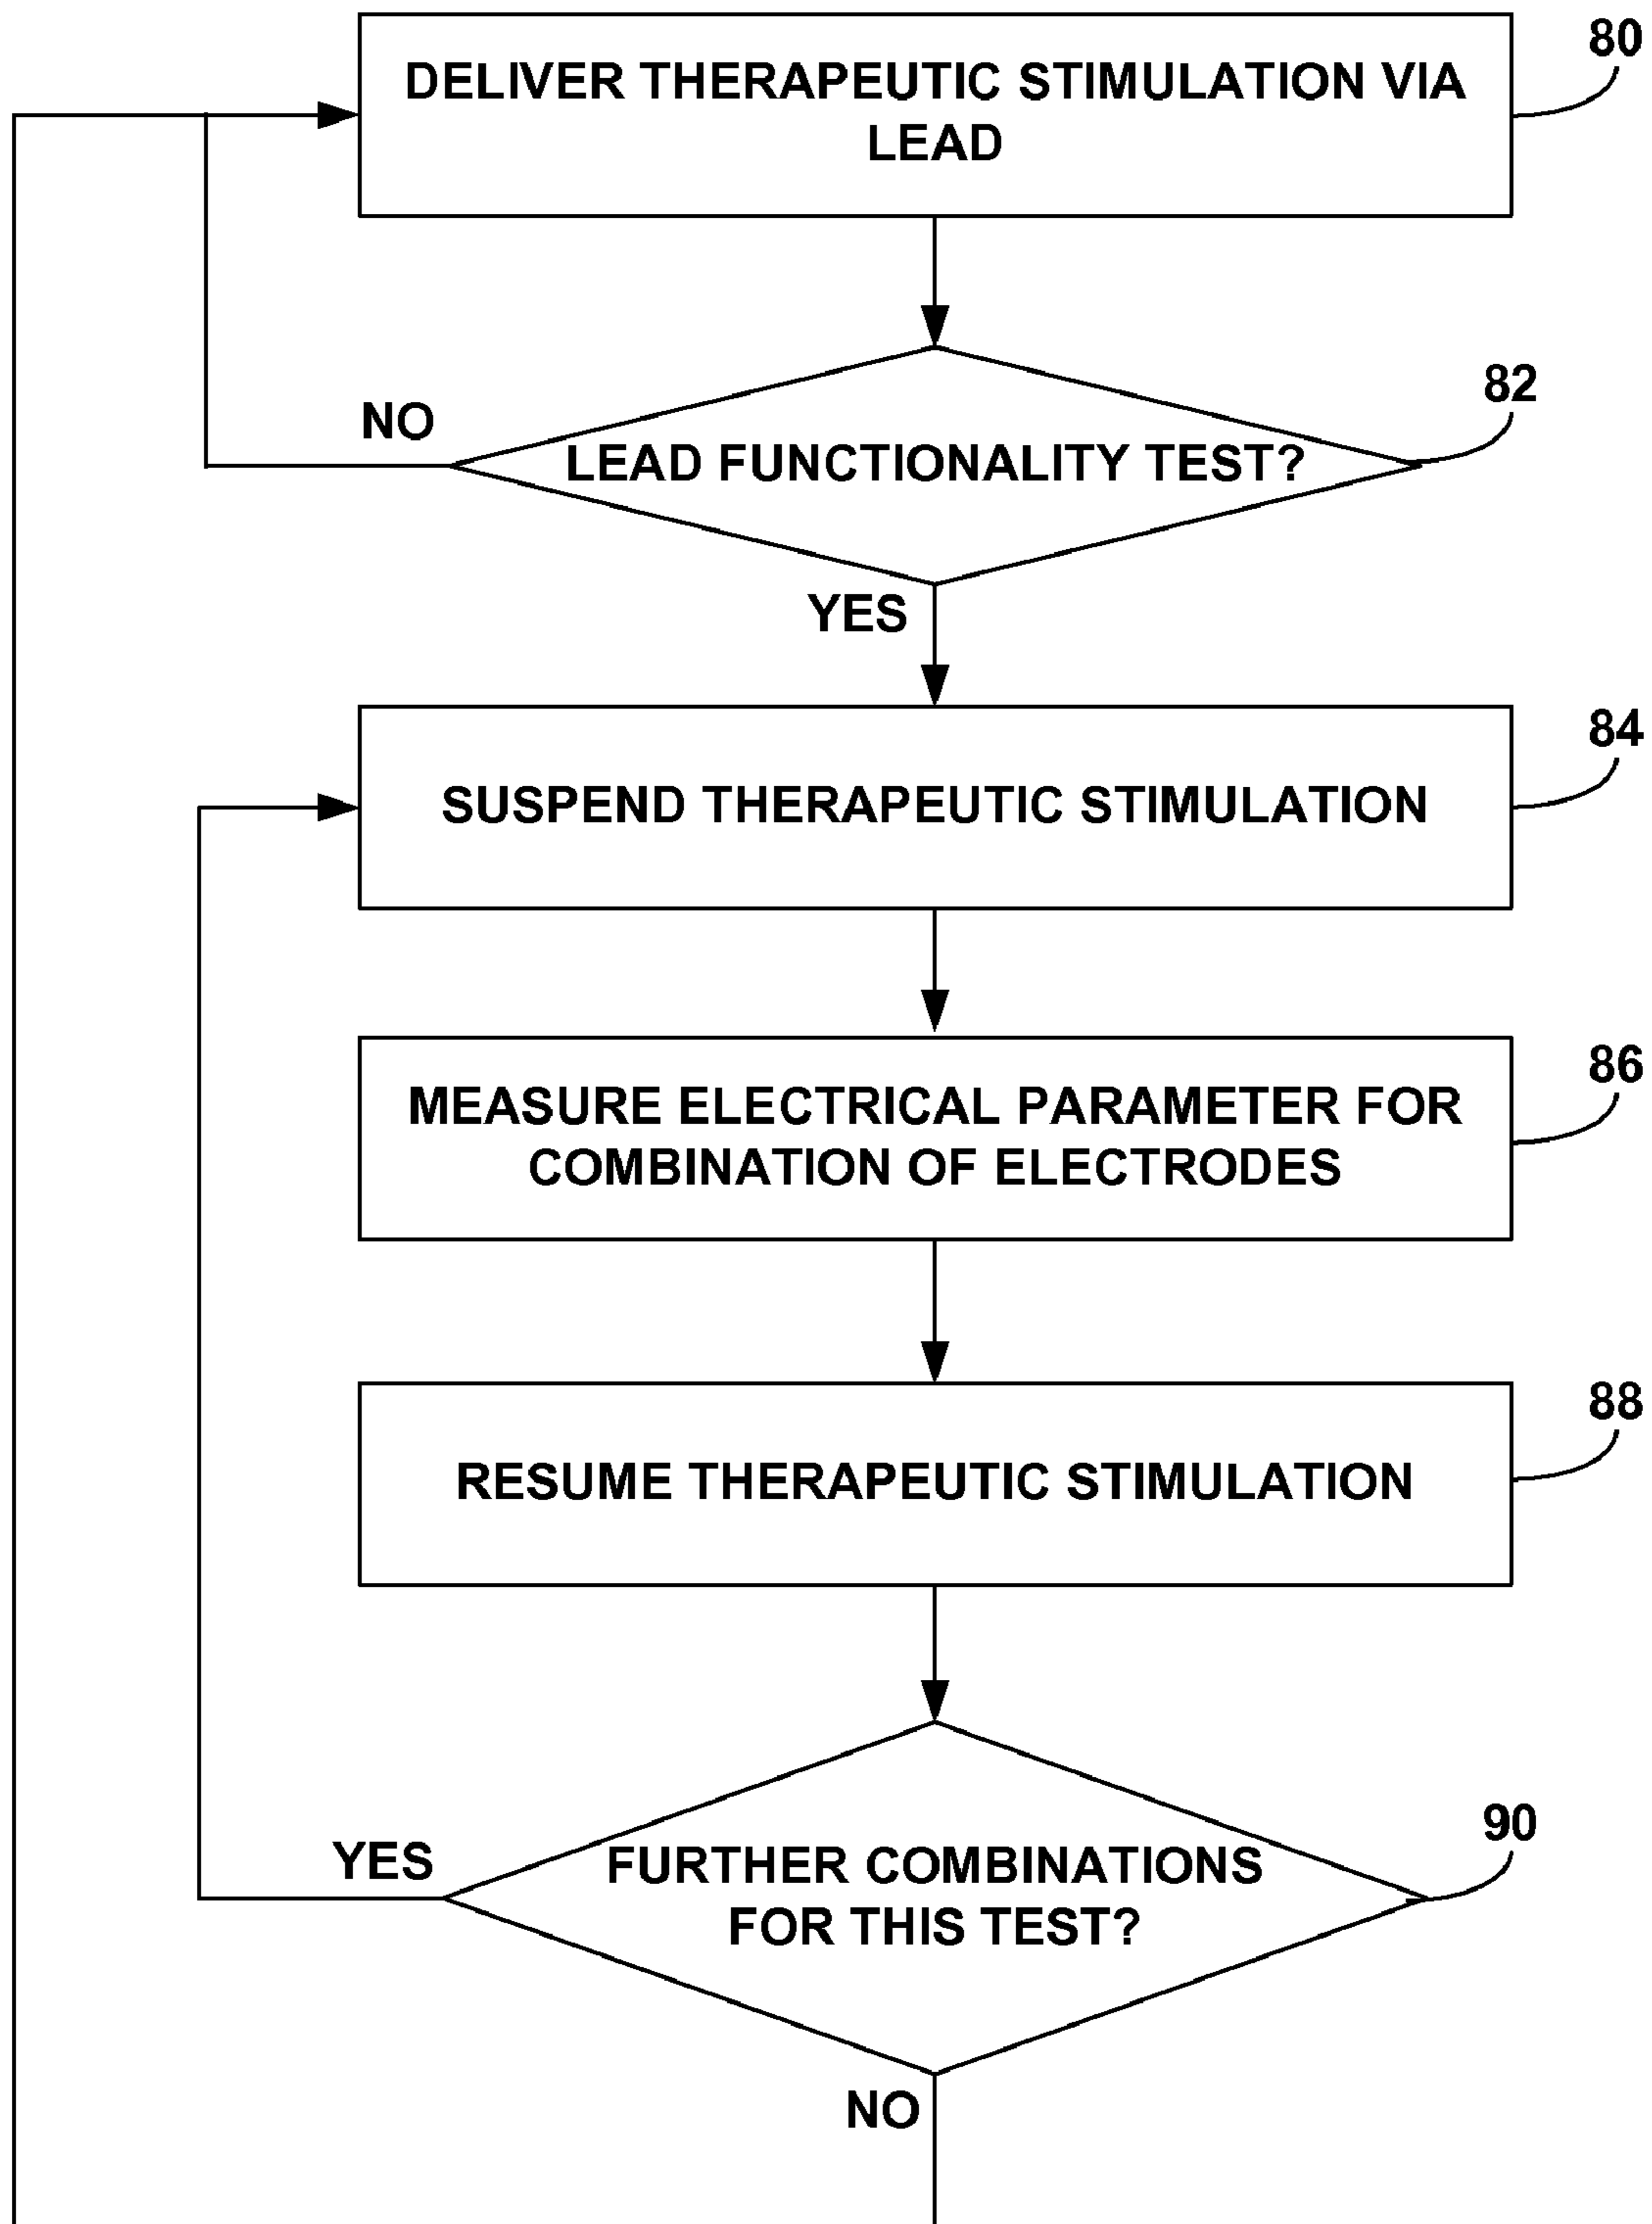 80
DELIVER THERAPEUTIC STIMULATION VIA
LEAD
82
NO
LEAD FUNCTIONALITY TEST?
YES
84
SUSPEND THERAPEUTIC STIMULATION
86
MEASURE ELECTRICAL PARAMETER FOR
COMBINATION OF ELECTRODES
88
RESUME THERAPEUTIC STIMULATION
90
YES
FURTHER COMBINATIONS
FOR THIS TEST?
NO